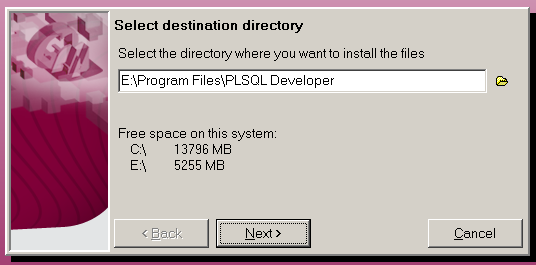 Select destination directory
Select the directory where you want to install the files
E:\Program Files\PLSQL Developer
Free space on this system:
C:\ 13796 MB
E:\ 5255 MB
< Back Next > Cancel